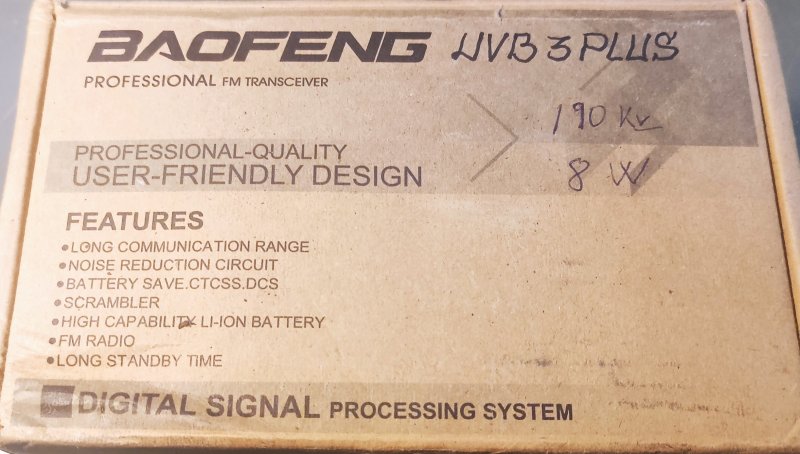 BAOFENG UVB3PLUS
PROFESSIONAL FM TRANSCEIVER
190 Kv
8 W
PROFESSIONAL-QUALITY
USER-FRIENDLY DESIGN
FEATURES
•LONG COMMUNICATION RANGE
•NOISE REDUCTION CIRCUIT
•BATTERY SAVE.CTCSS.DCS
•SCRAMBLER
•HIGH CAPABILITY LI-ION BATTERY
•FM RADIO
•LONG STANDBY TIME
DIGITAL SIGNAL PROCESSING SYSTEM